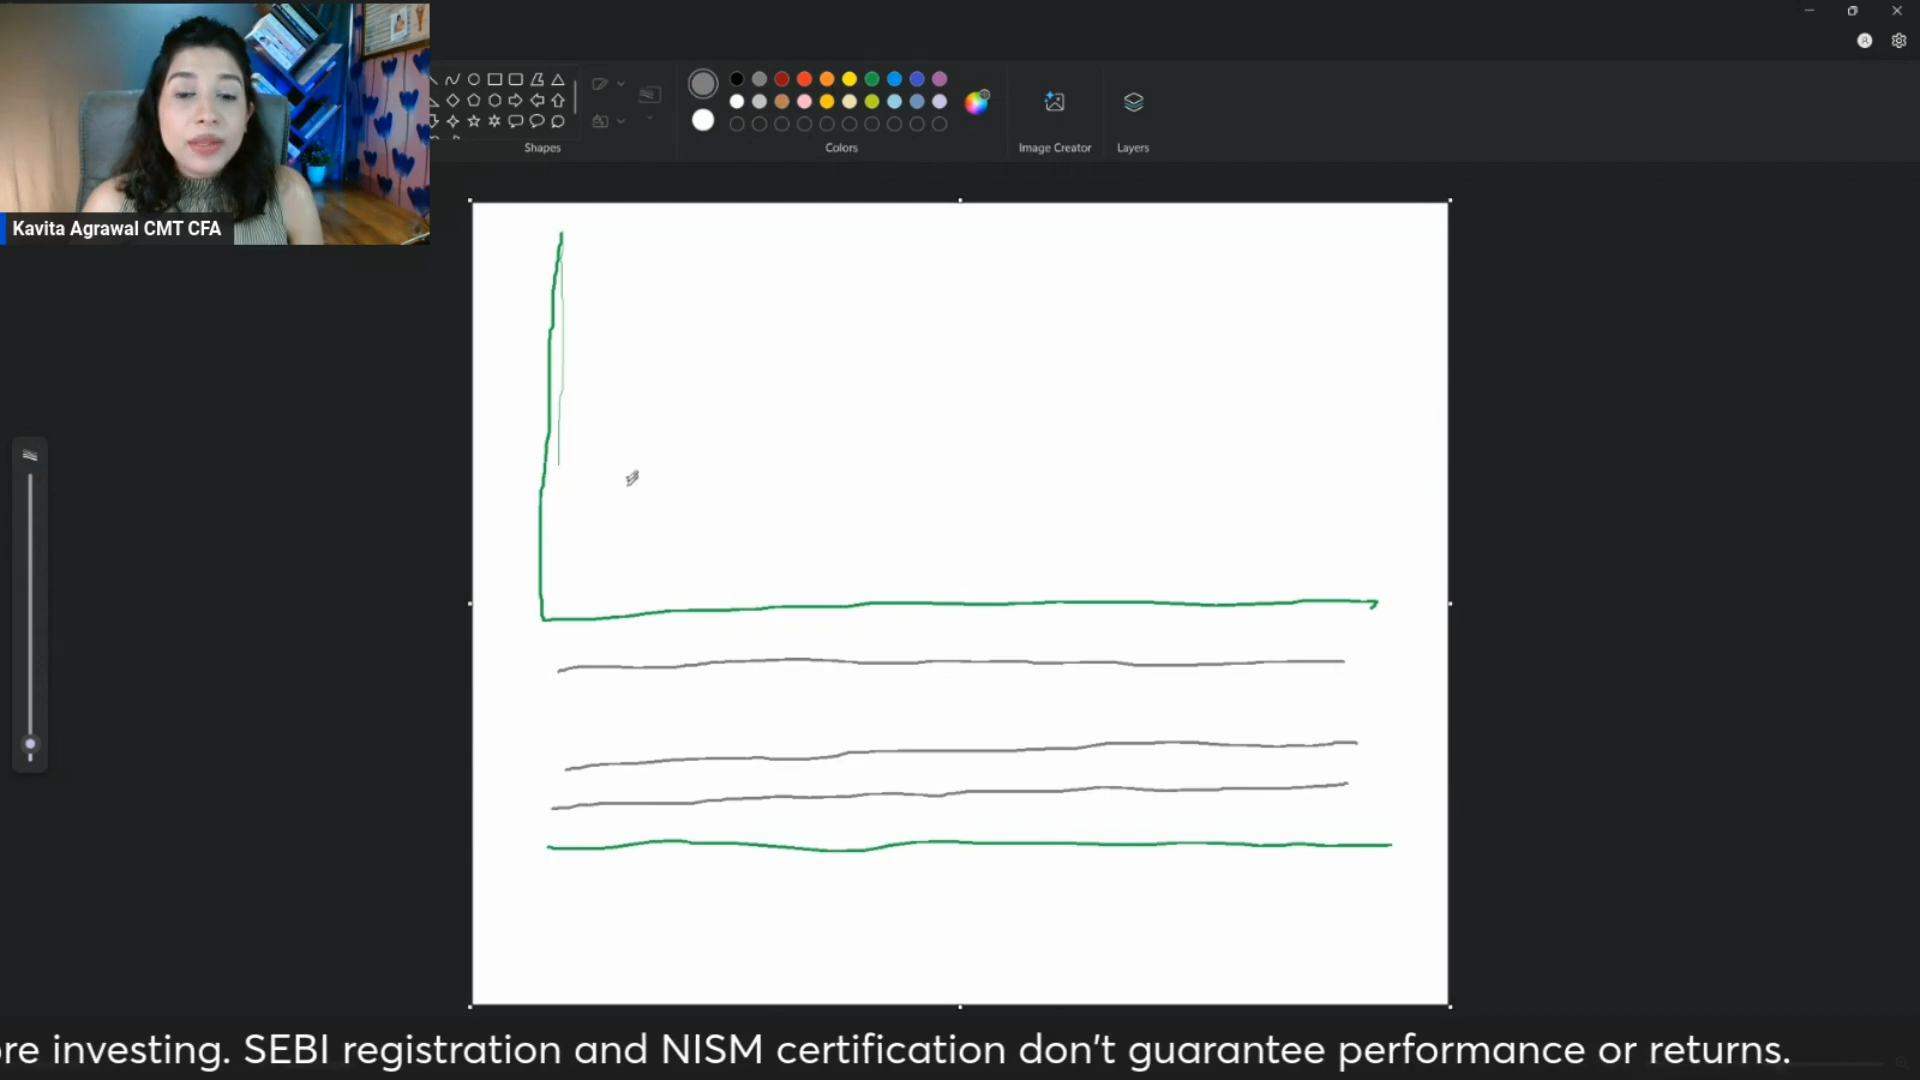 Shapes
Colors
Image Creator
Layers
Kavita Agrawal CMT CFA
re investing. SEBI registration and NISM certification don't guarantee performance or returns.